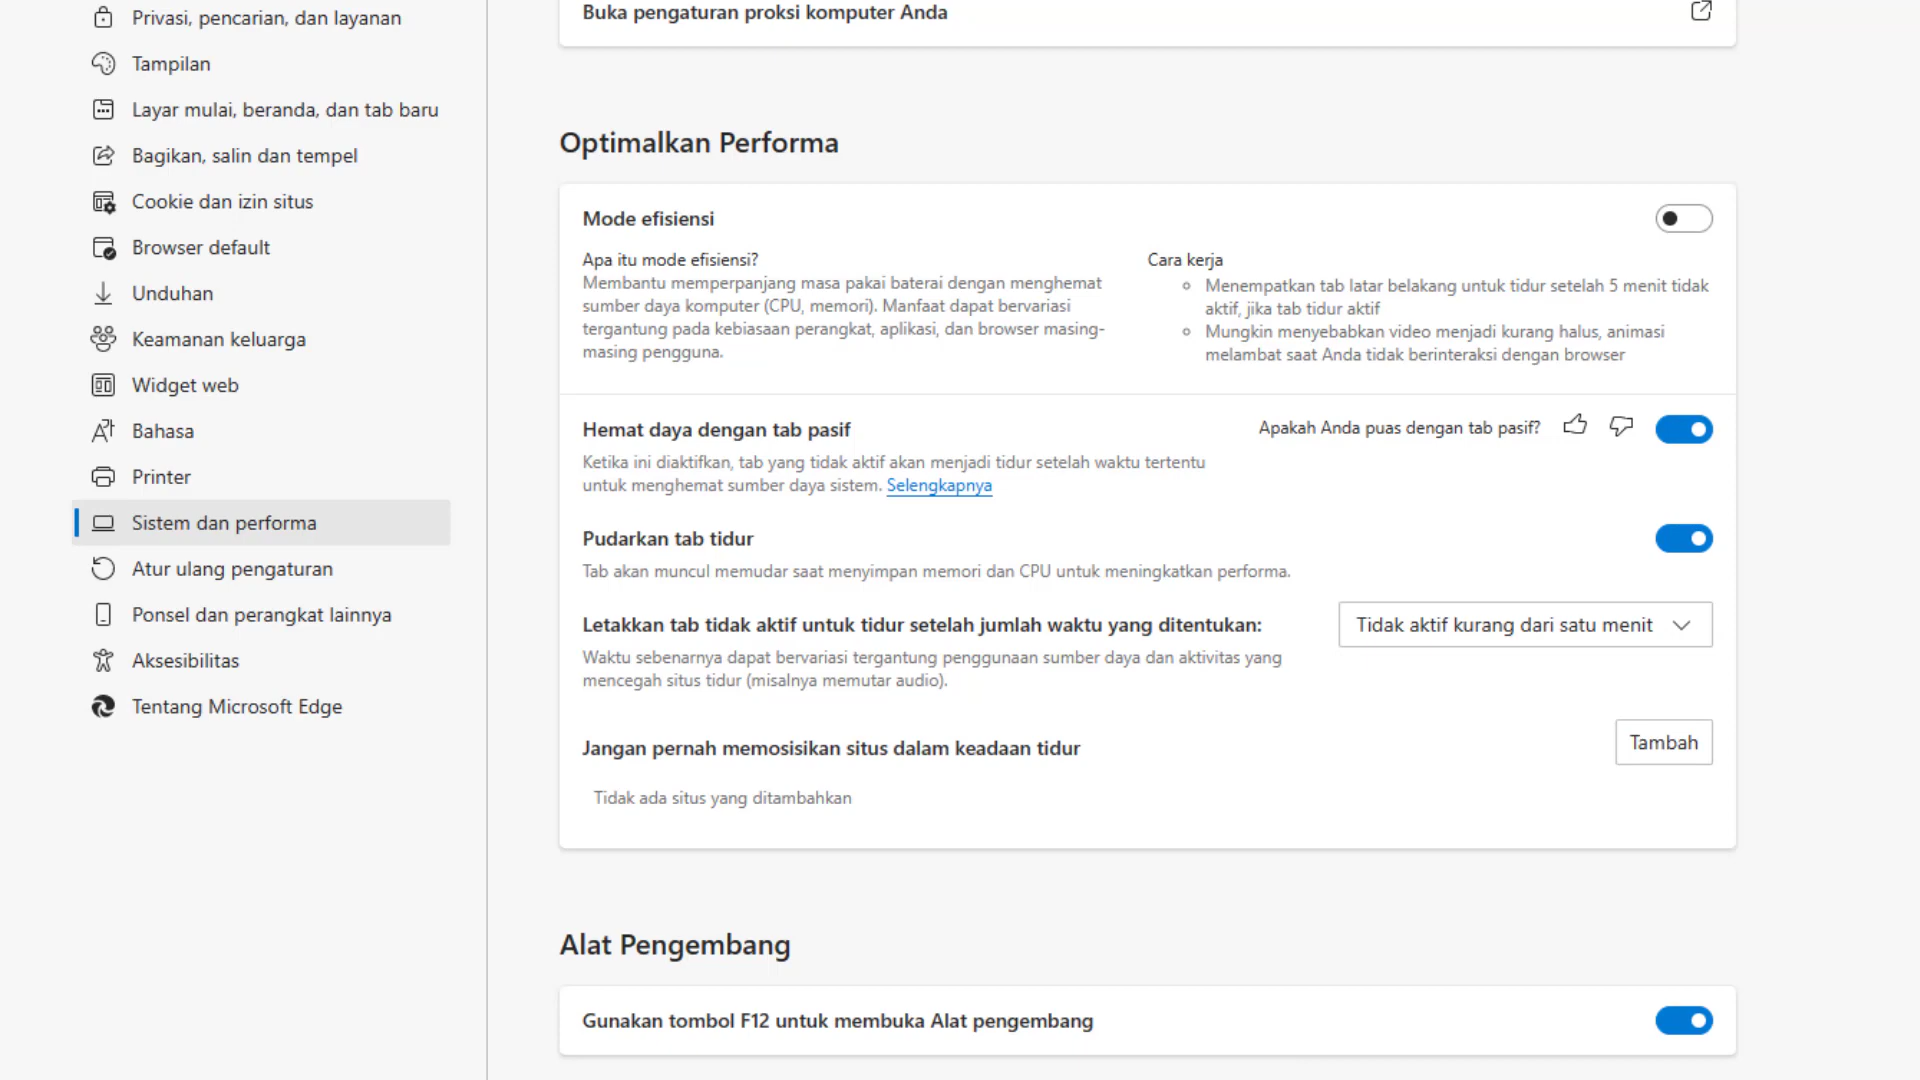 Privasi, pencarian, dan layanan
Tampilan
Layar mulai, beranda, dan tab baru
Bagikan, salin dan tempel
Cookie dan izin situs
Browser default
Unduhan
Keamanan keluarga
Widget web
Bahasa
Printer
Sistem dan performa
Atur ulang pengaturan
Ponsel dan perangkat lainnya
Aksesibilitas
Tentang Microsoft Edge
Buka pengaturan proksi komputer Anda
Optimalkan Performa
Mode efisiensi
Apa itu mode efisiensi?
Membantu memperpanjang masa pakai baterai dengan menghemat
sumber daya komputer (CPU, memori). Manfaat dapat bervariasi
tergantung pada kebiasaan perangkat, aplikasi, dan browser masing-
masing pengguna.
Cara kerja
Menempatkan tab latar belakang untuk tidur setelah 5 menit tidak
aktif, jika tab tidur aktif
Mungkin menyebabkan video menjadi kurang halus, animasi
melambat saat Anda tidak berinteraksi dengan browser
Hemat daya dengan tab pasif
Apakah Anda puas dengan tab pasif?
Ketika ini diaktifkan, tab yang tidak aktif akan menjadi tidur setelah waktu tertentu
untuk menghemat sumber daya sistem. Selengkapnya
Pudarkan tab tidur
Tab akan muncul memudar saat menyimpan memori dan CPU untuk meningkatkan performa.
Letakkan tab tidak aktif untuk tidur setelah jumlah waktu yang ditentukan:
Tidak aktif kurang dari satu menit
Waktu sebenarnya dapat bervariasi tergantung penggunaan sumber daya dan aktivitas yang
mencegah situs tidur (misalnya memutar audio).
Jangan pernah memosisikan situs dalam keadaan tidur
Tambah
Tidak ada situs yang ditambahkan
Alat Pengembang
Gunakan tombol F12 untuk membuka Alat pengembang